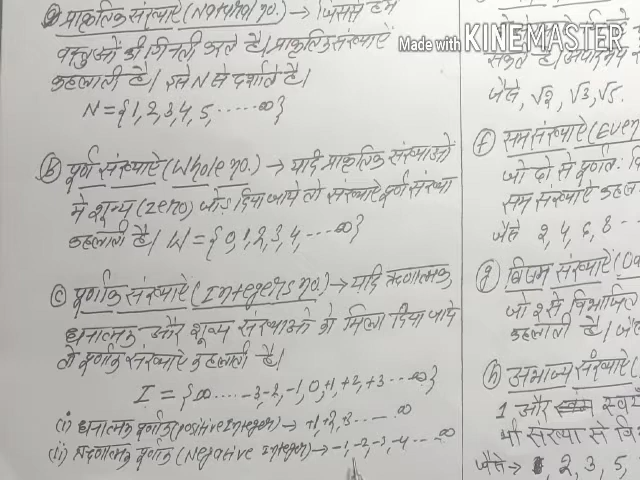 प्राकृतिक संख्याऐं (Natural no.) → जिससे हम
वस्तुओं की गिनती करते है। प्राकृतिक संख्याऐं
कहलाती है। इसे N से दर्शाते है।
N = {1, 2, 3, 4, 5, ...... ∞}
(b) पूर्ण संख्याऐं (Whole no.) → यदि प्राकृतिक संख्याओं
मे शून्य (zero) जोड़ दिया जाये तो संख्याऐं पूर्ण संख्या
कहलाती है। W = {0, 1, 2, 3, 4, .... ∞}
(c) पूर्णांक संख्याऐं (Integers no.) → यदि ऋणात्मक,
धनात्मक और शून्य संख्याओं को मिला दिया जाये
तो पूर्णांक संख्याऐं कहलाती है।
I = {∞ .... -3, -2, -1, 0, +1, +2, +3 .... ∞}
(i) धनात्मक पूर्णांक (positive Integer) → +1, +2, +3 ...... ∞
(ii) ऋणात्मक पूर्णांक (Negative Integer) → -1, -2, -3, -4 .... ∞
Made with KINEMASTER
सकते है।
जैसे, √2, √3, √5.
(f) सम संख्याऐं (Even
जो दो से पूर्णतः
सम संख्याऐं
जैसे 2, 4, 6, 8 ..
(g) विषम संख्याऐं
जो 2 से विभाजित
कहलाती है।
(h) अभाज्य संख्याऐं
1 और
भी संख्या से
जैसे → 2, 3, 5,